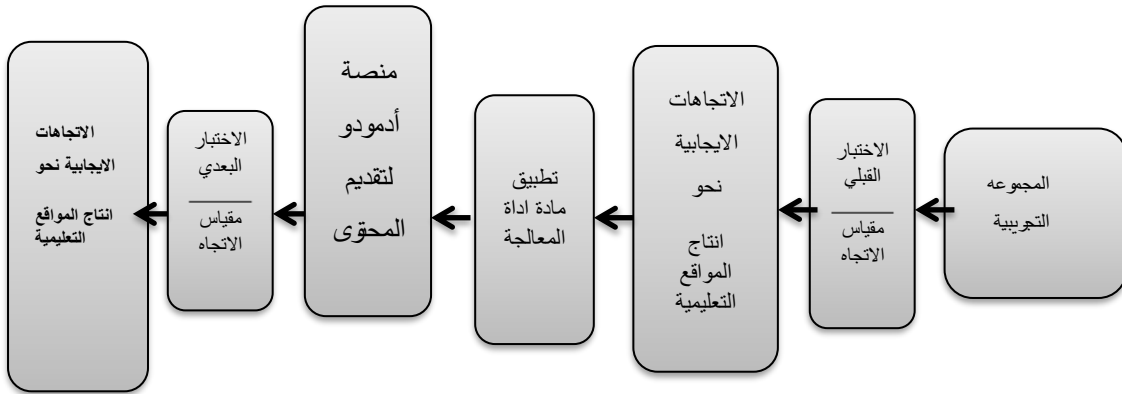 المجموعه
التجريبية
الاختبار
القبلي
مقياس
الاتجاه
الاتجاهات
الايجابية
نحو
انتاج
المواقع
التعليمية
تطبيق
مادة اداة
المعالجة
منصة
أدمودو
لتقديم
المحتوى
الاختبار
البعدي
مقياس
الاتجاه
الاتجاهات
الايجابية نحو
انتاج المواقع
التعليمية